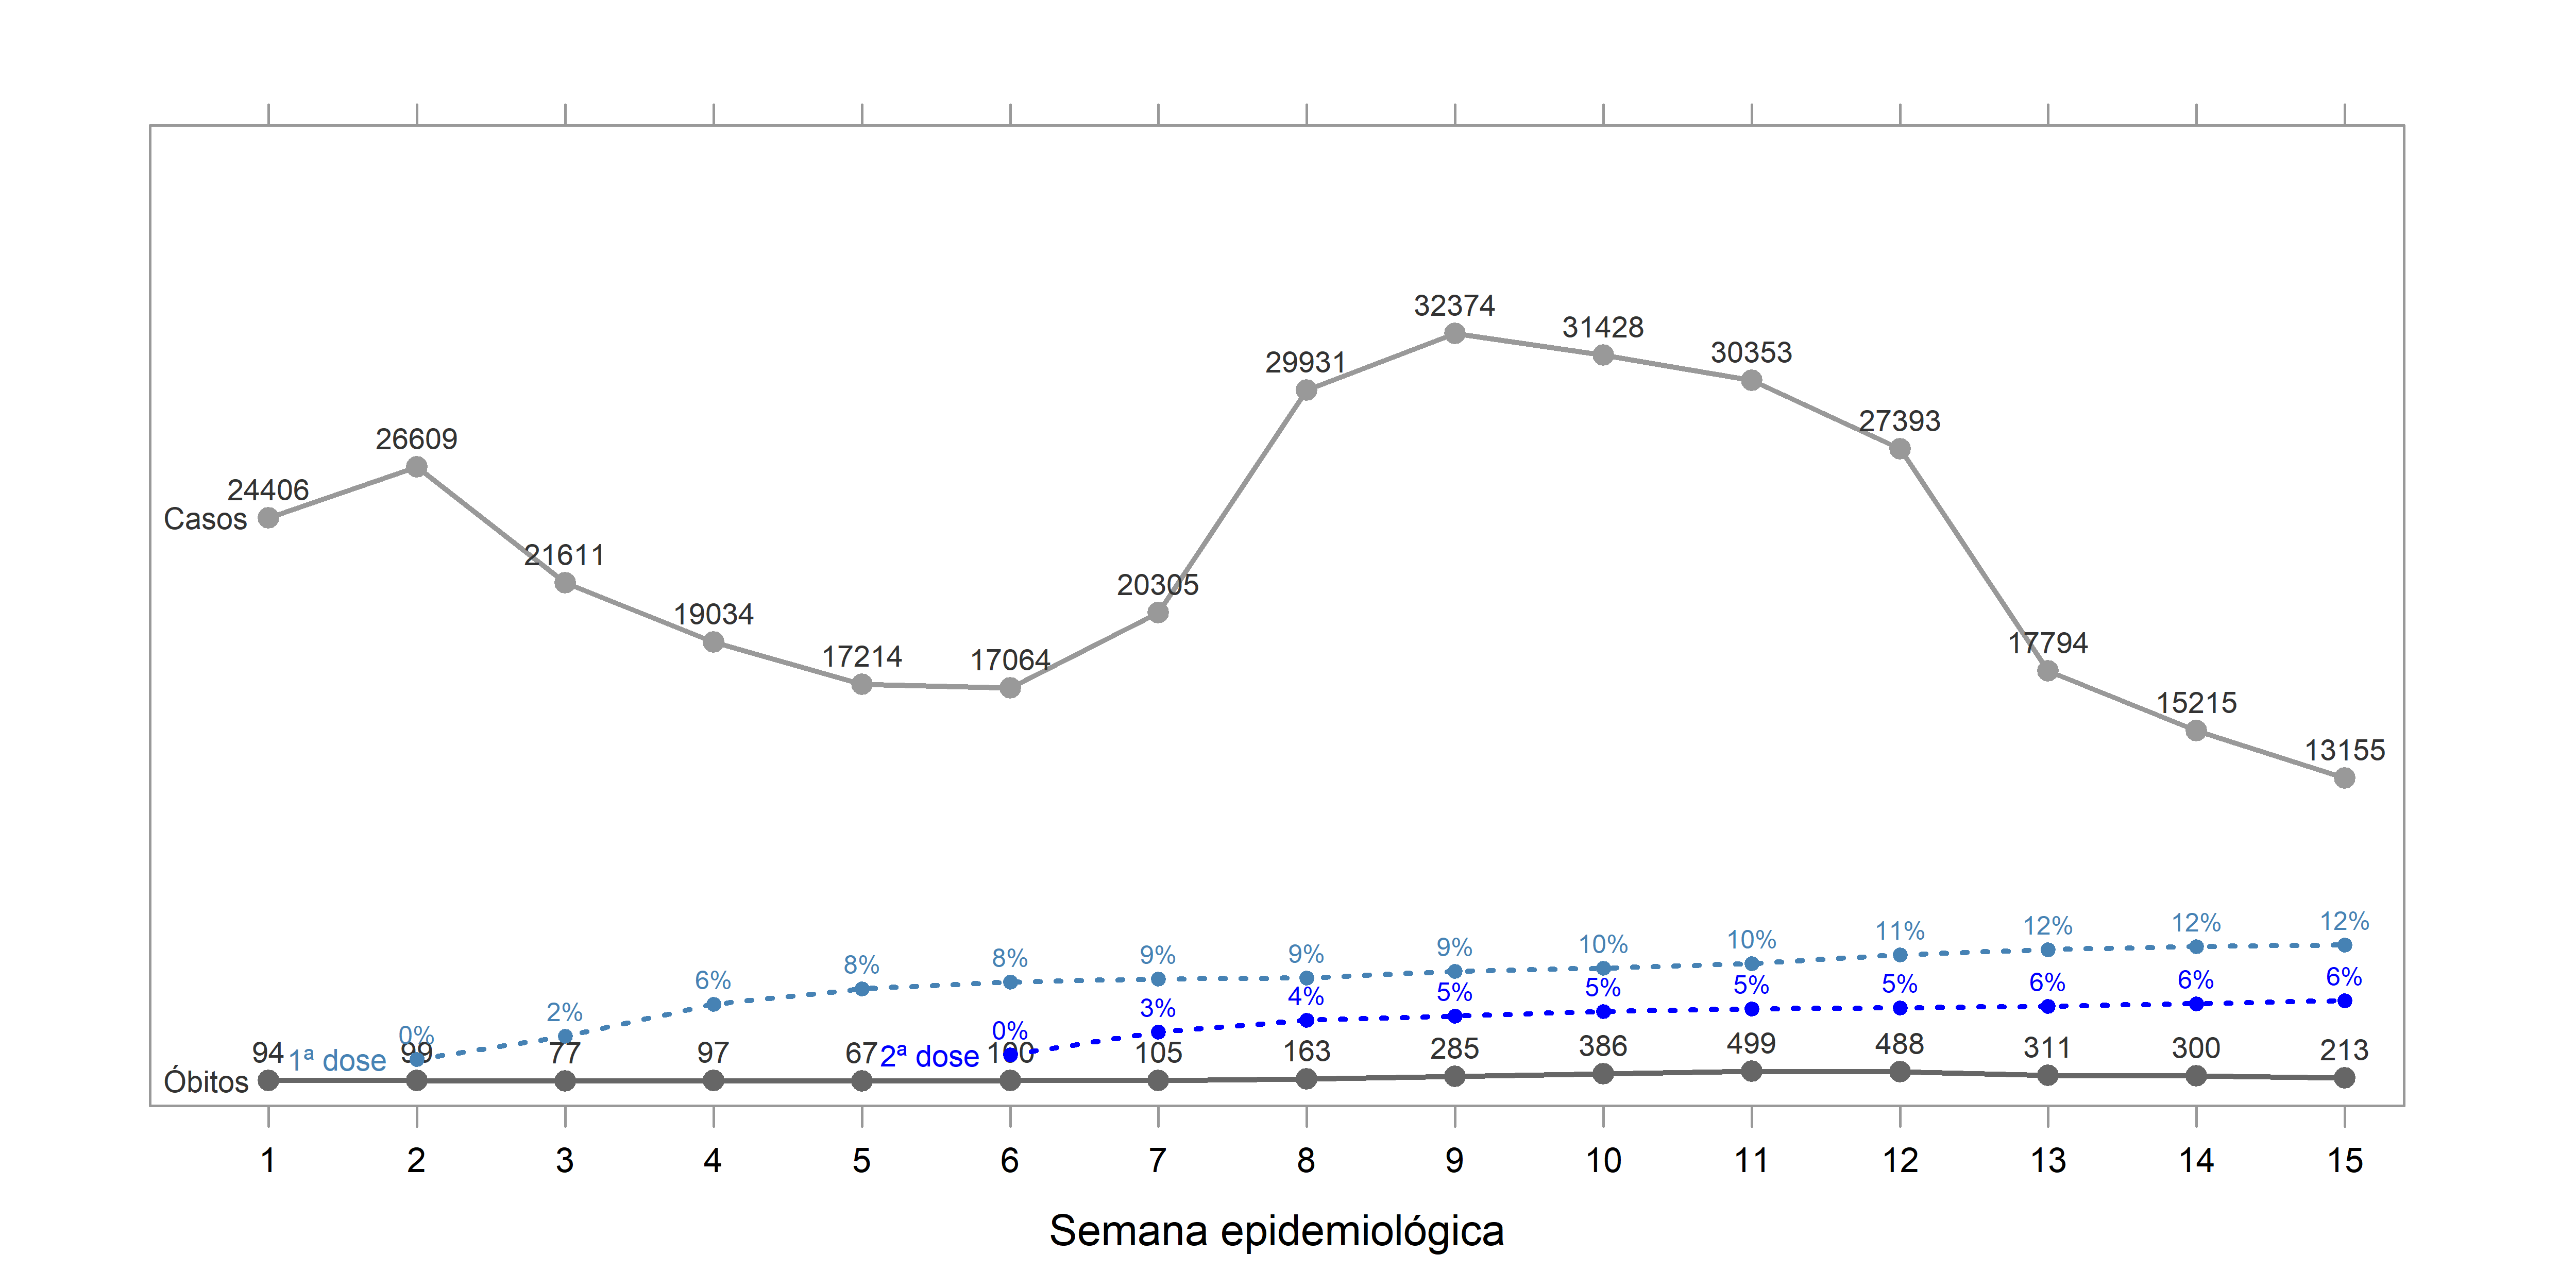 32374
31428
30353
29931
27393
26609
24406
Casos
21611
20305
19034
17214
17064
17794
15215
13155
0% 2% 6% 8% 8% 9% 9% 9% 10% 10% 11% 12% 12% 12%
0% 3% 4% 5% 5% 5% 5% 6% 6% 6%
94 1ª dose 99 77 97 67 2ª dose 100 105 163 285 386 499 488 311 300 213
Óbitos
1 2 3 4 5 6 7 8 9 10 11 12 13 14 15
Semana epidemiológica